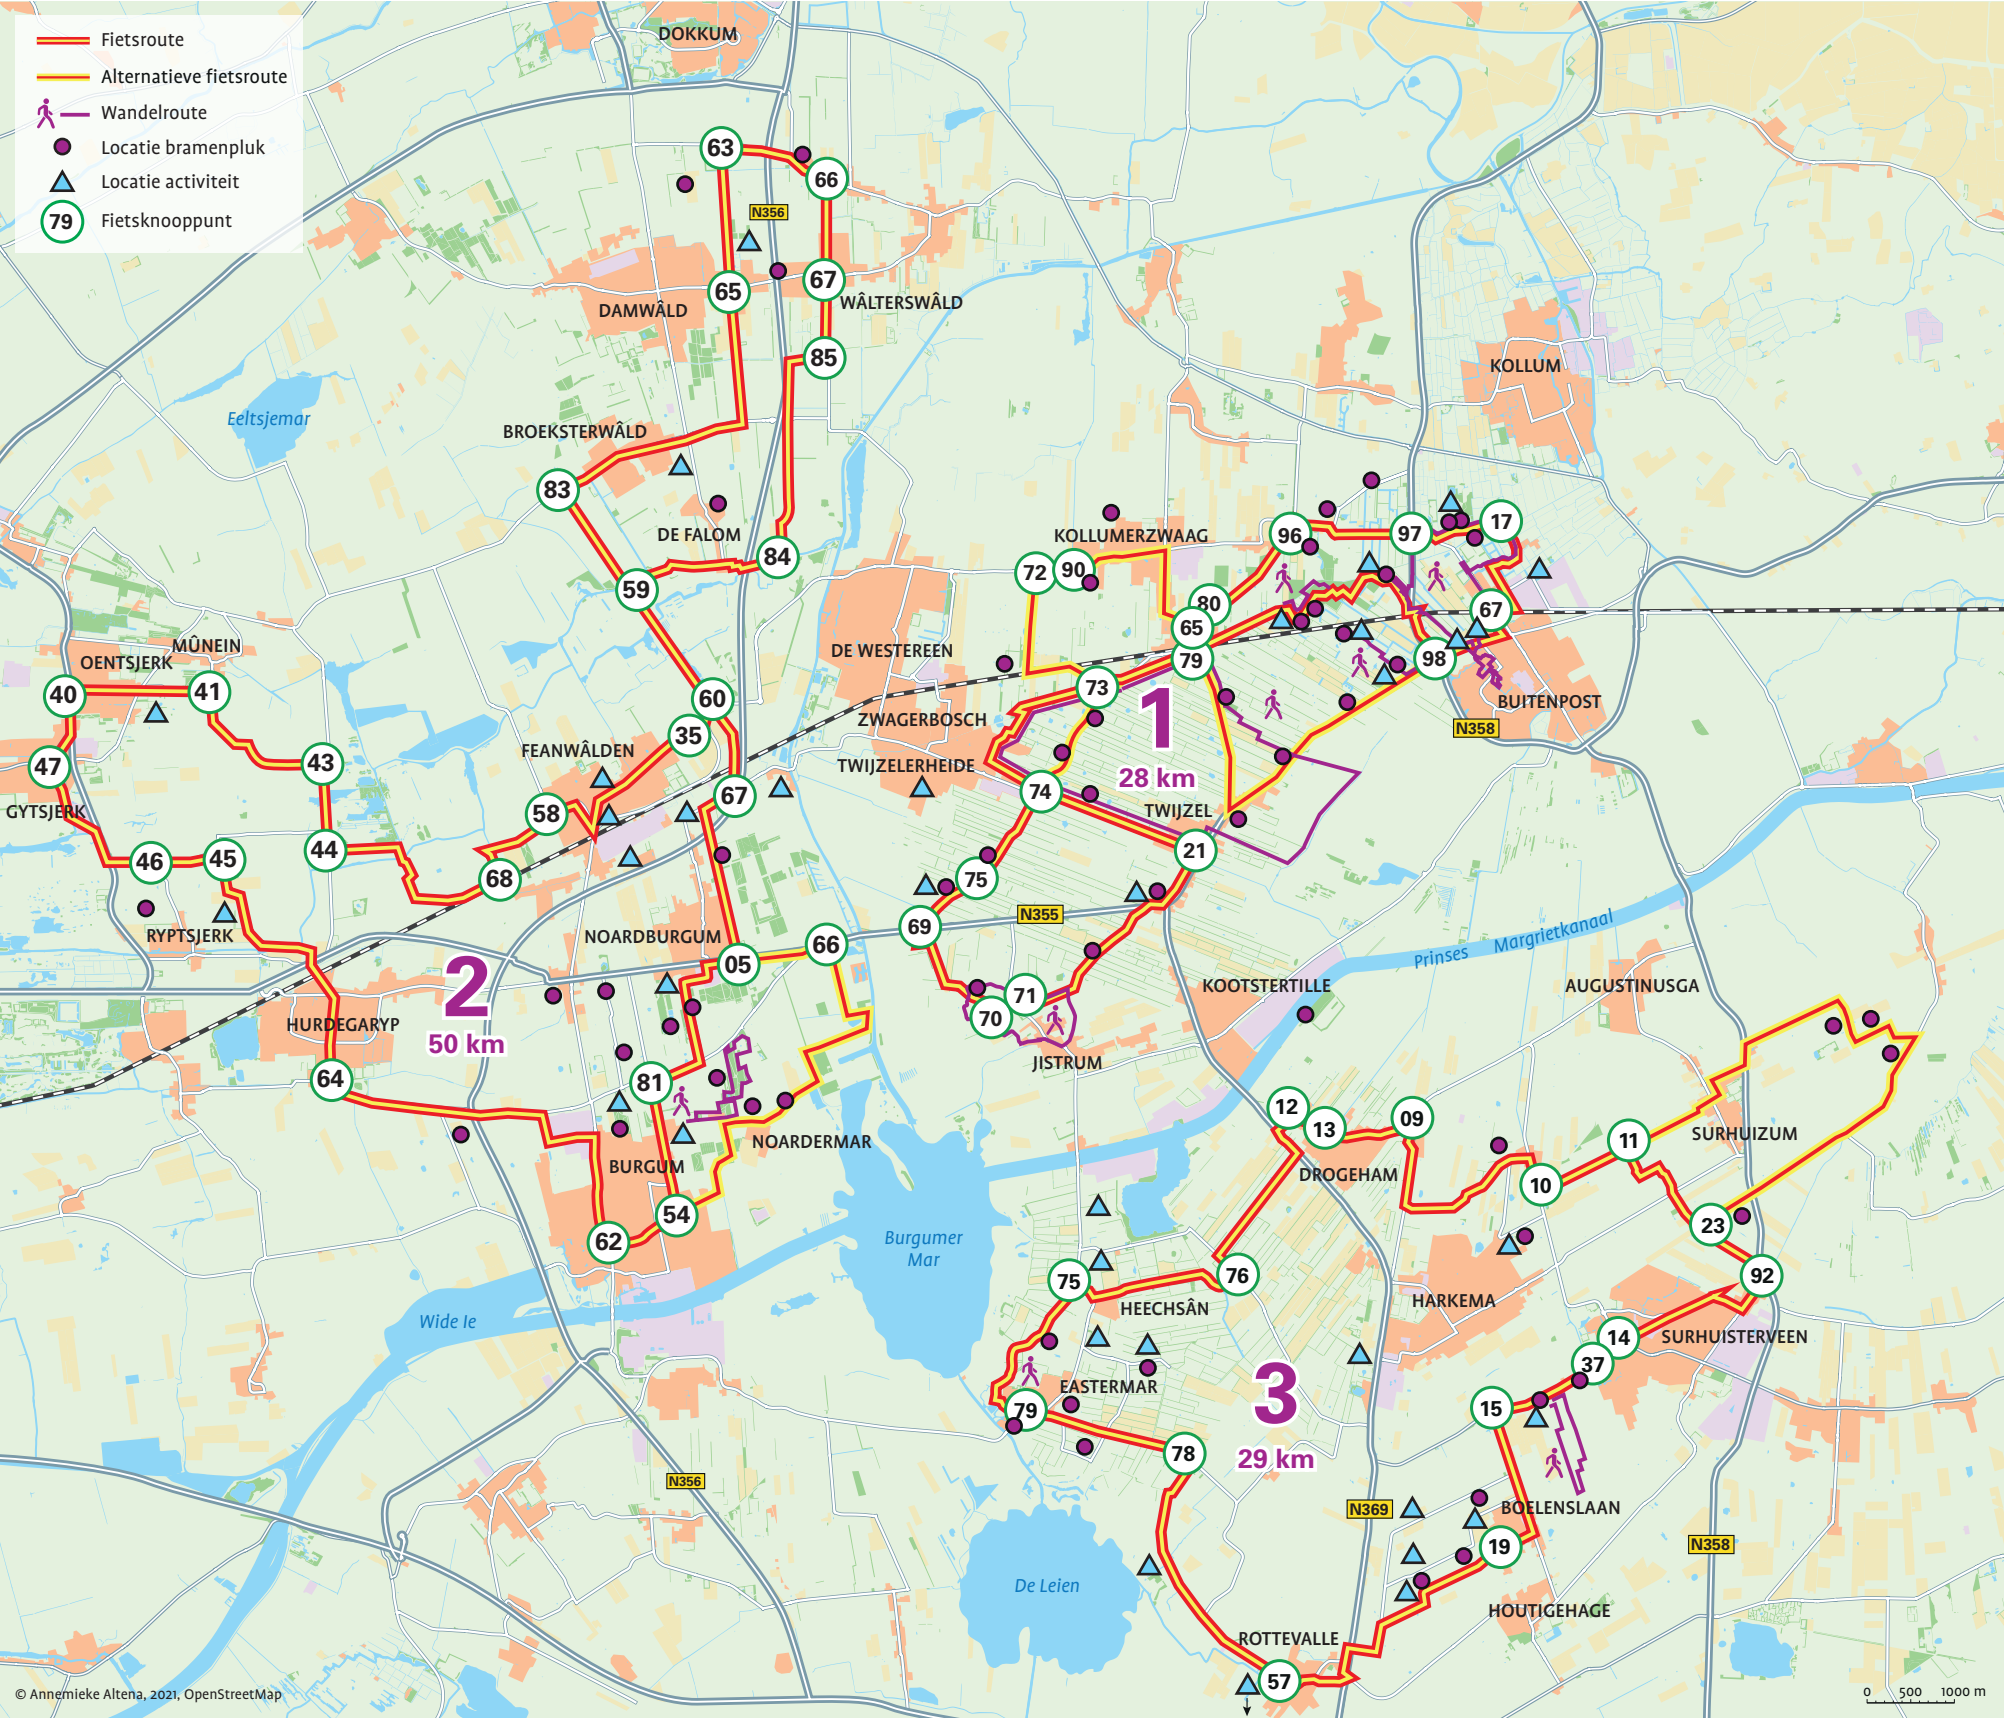 Fietsroute
Alternatieve fietsroute
Wandelroute
Locatie bramenpluk
Locatie activiteit
79 Fietsknooppunt
DOKKUM
63
66
N356
65
67
DAMWÂLD
WÂLTERSWÂLD
85
KOLLUM
Eeltsjemar
BROEKSTERWÂLD
83
DE FALOM
84
59
KOLLUMERZWAAG
72
90
96
97
17
80
65
67
79
98
MÛNEIN
OENTSJERK
40
41
DE WESTEREEN
73
60
35
BUITENPOST
N358
ZWAGERBOSCH
1
28 km
FEANWÂLDEN
47
43
TWIJZELERHEIDE
74
67
GYTSJERK
58
TWIJZEL
21
46
45
44
68
75
69
N355
RYPTSJERK
NOARDBURGUM
66
05
Prinses Margrietkanaal
2
50 km
71
70
KOOTSTERTILLE
AUGUSTINUSGA
HURDEGARYP
JISTRUM
64
81
12
13
09
11
SURHUIZUM
NOARDERMAR
BURGUM
DROGEHAM
10
54
62
23
Burgumer
Mar
75
76
92
HEECHSÂN
HARKEMA
Wide Ie
14
SURHUISTERVEEN
37
EASTERMAR
79
3
29 km
15
78
N356
N369
BOELENSLAAN
N358
19
De Leien
HOUTIGEHAGE
ROTTEVALLE
57
© Annemieke Altena, 2021, OpenStreetMap
0 500 1000 m